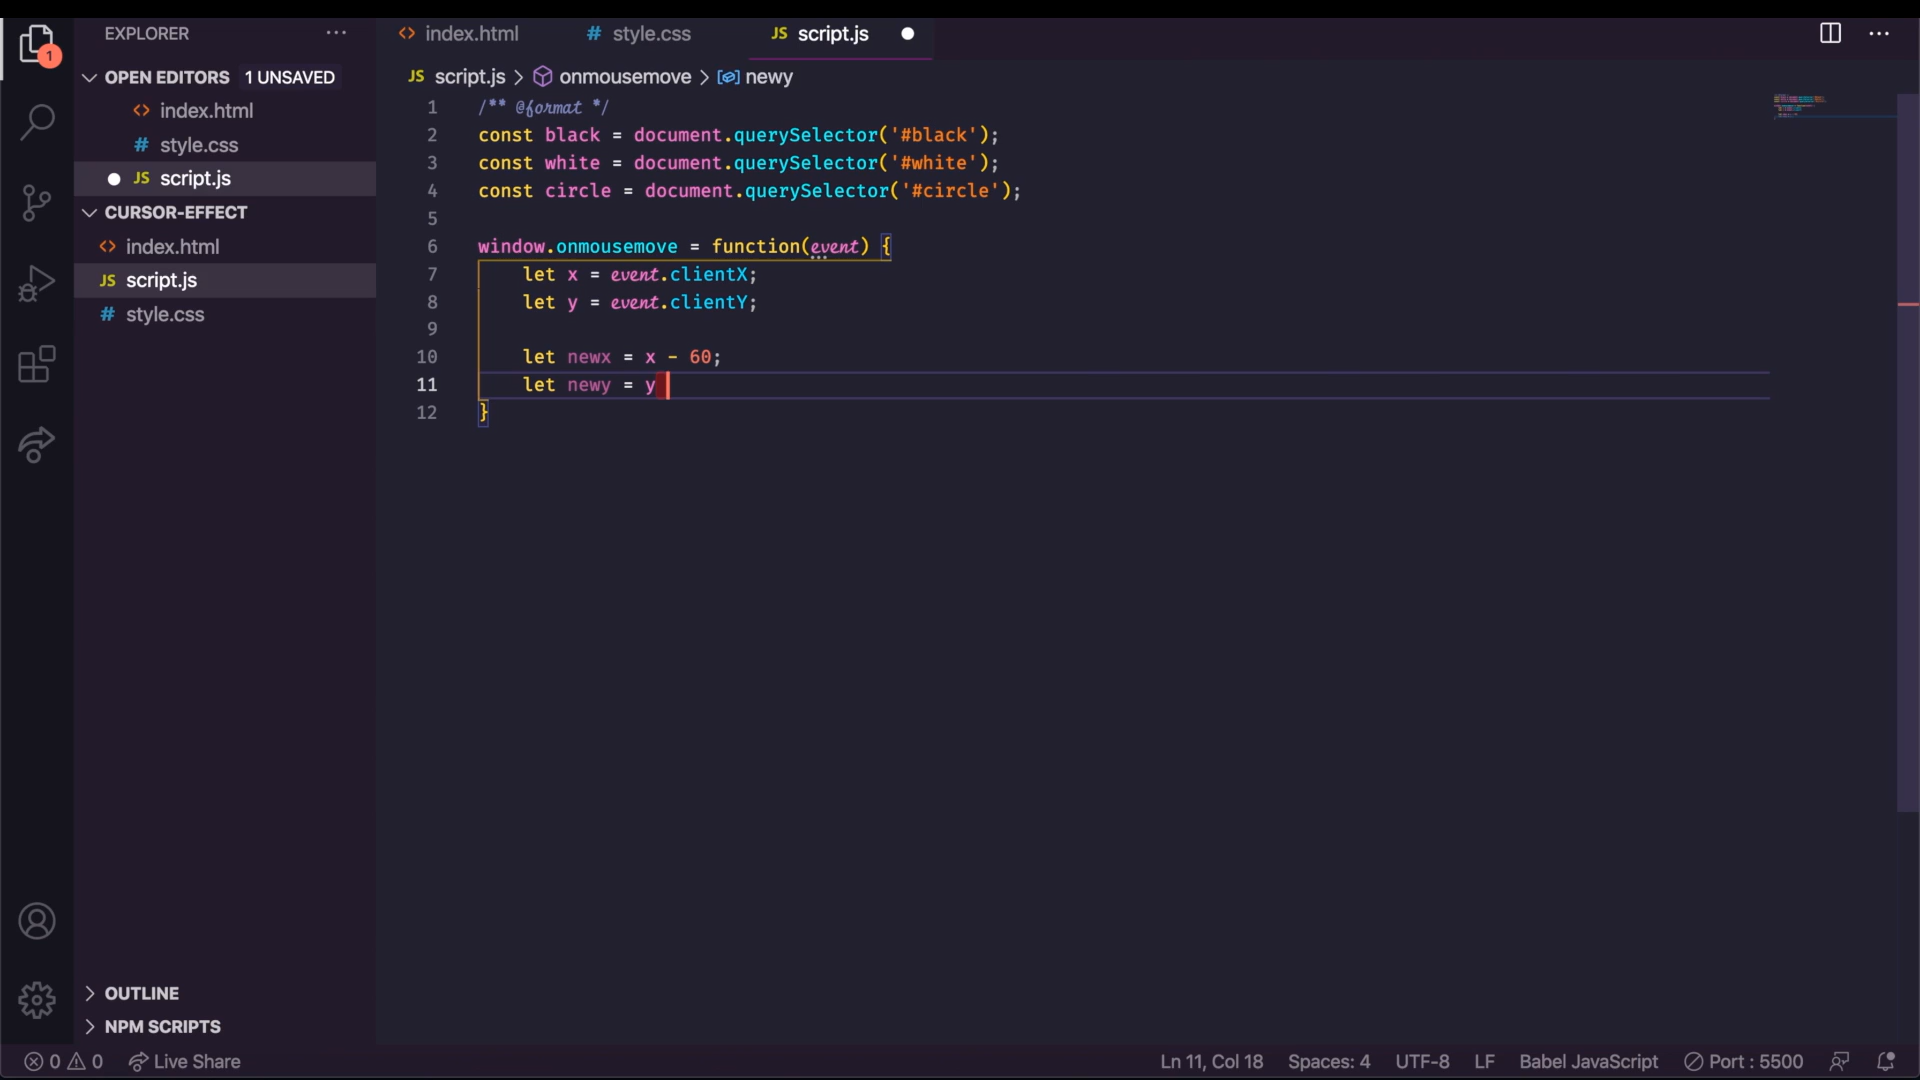 EXPLORER
1
OPEN EDITORS 1 UNSAVED
<> index.html
# style.css
JS script.js
CURSOR-EFFECT
<> index.html
JS script.js
# style.css
OUTLINE
NPM SCRIPTS
<> index.html # style.css JS script.js
JS script.js > onmousemove > newy
1 /** @format */
2 const black = document.querySelector('#black');
3 const white = document.querySelector('#white');
4 const circle = document.querySelector('#circle');
5
6 window.onmousemove = function(event) {
7 let x = event.clientX;
8 let y = event.clientY;
9
10 let newx = x - 60;
11 let newy = y
12 }
0 0 Live Share Ln 11, Col 18 Spaces: 4 UTF-8 LF Babel JavaScript Port : 5500